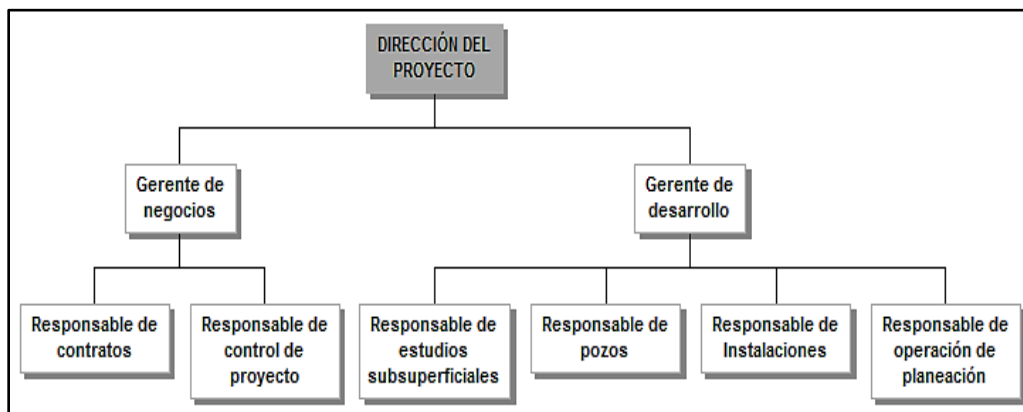 DIRECCIÓN DEL
PROYECTO
Gerente de
negocios
Gerente de
desarrollo
Responsable de
contratos
Responsable de
control de
proyecto
Responsable de
estudios
subsuperficiales
Responsable de
pozos
Responsable de
Instalaciones
Responsable de
operación de
planeación